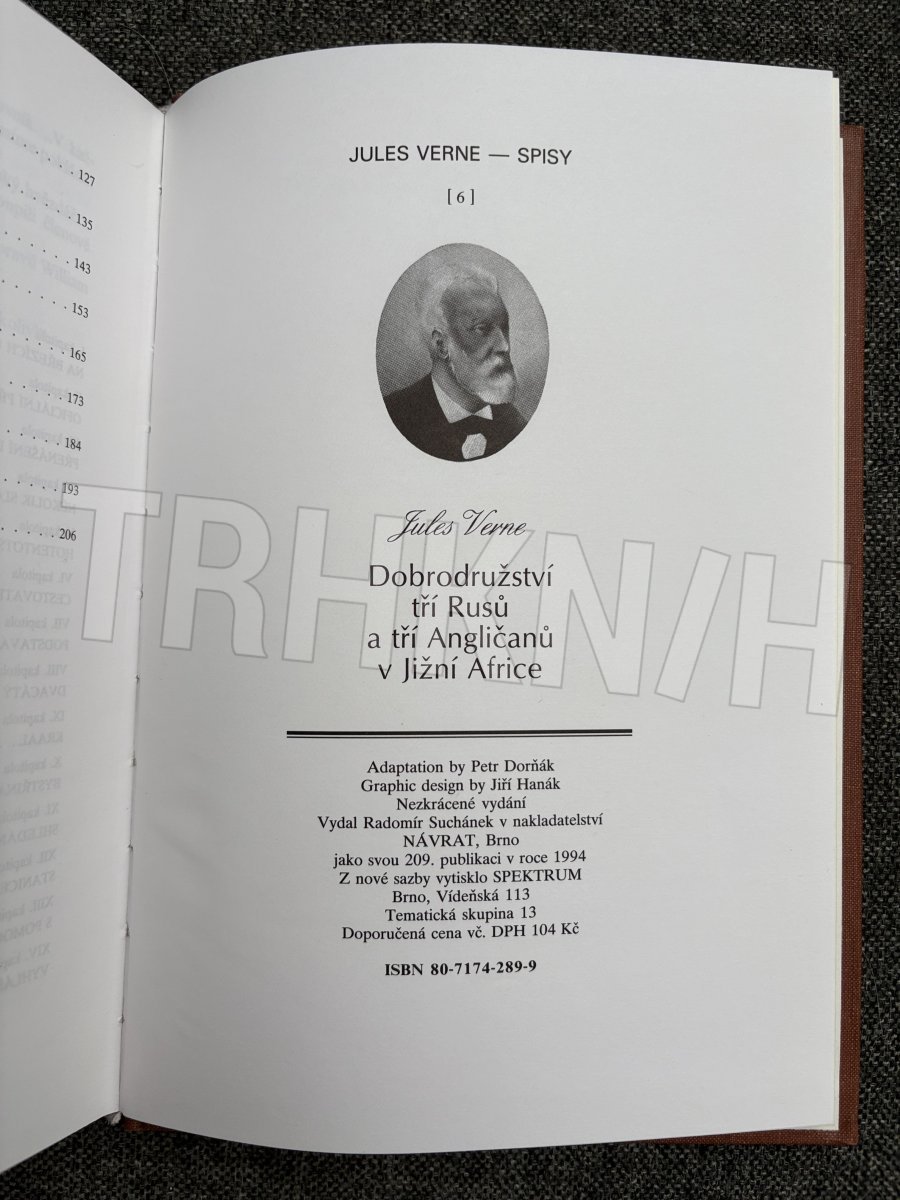 127
135
143
153
165
173
184
193
206
JULES VERNE — SPISY
[6]
Jules Verne
Dobrodružství
tří Rusů
a tří Angličanů
v Jižní Africe
Adaptation by Petr Dorňák
Graphic design by Jiří Hanák
Nezkrácené vydání
Vydal Radomír Suchánek v nakladatelství
NÁVRAT, Brno
jako svou 209. publikaci v roce 1994
Z nové sazby vytisklo SPEKTRUM
Brno, Vídeňská 113
Tematická skupina 13
Doporučená cena vč. DPH 104 Kč
ISBN 80-7174-289-9
TRHKNIH